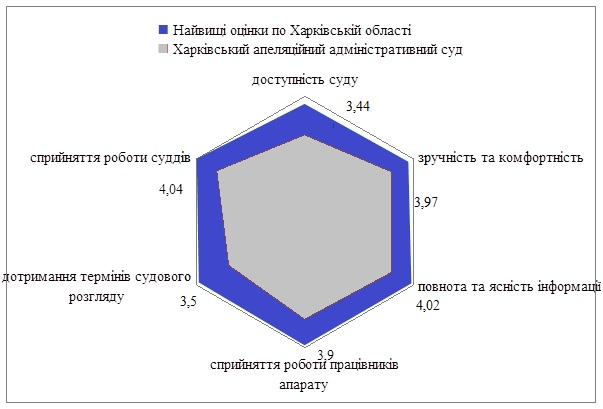 Найвищі оцінки по Харківській області
Харківський апеляційний адміністративний суд
доступність суду
3,44
сприйняття роботи суддів
4,04
зручність та комфортність
3,97
дотримання термінів судового
розгляду
3,5
повнота та ясність інформації
4,02
3,9
сприйняття роботи працівників
апарату